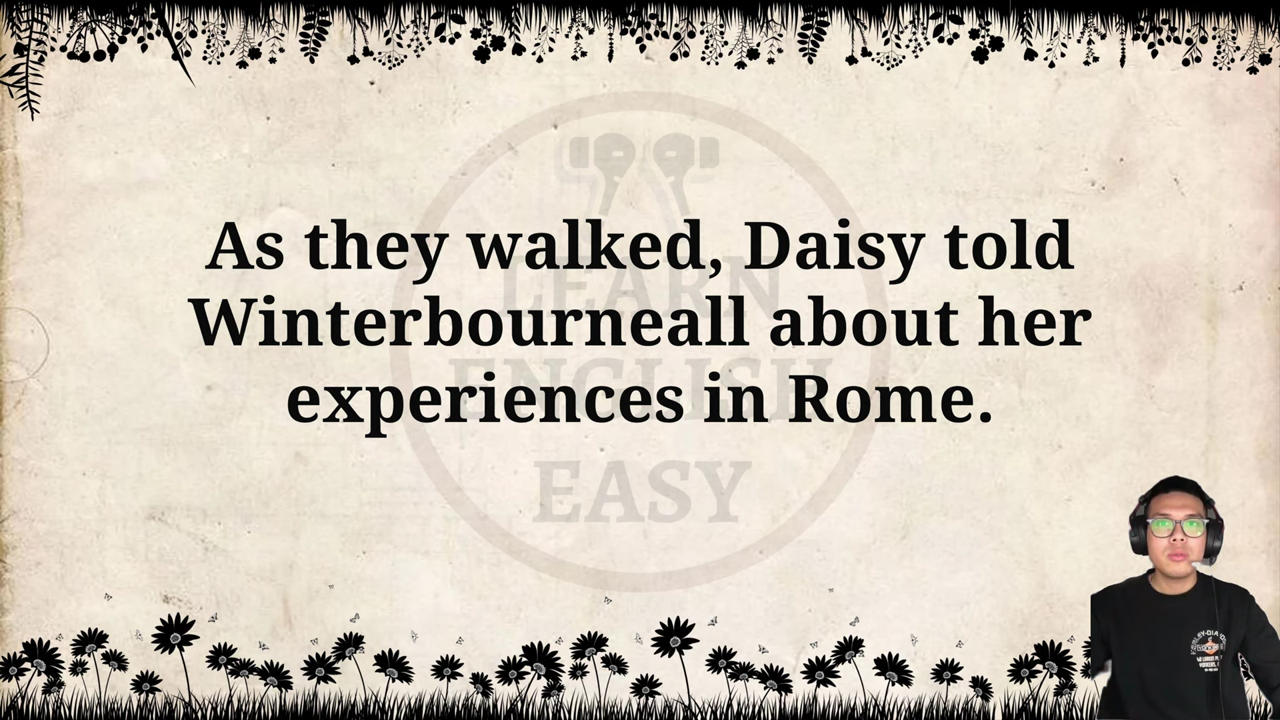 As they walked, Daisy told
Winterbourneall about her
experiences in Rome.
LEARN
ENGLISH
EASY